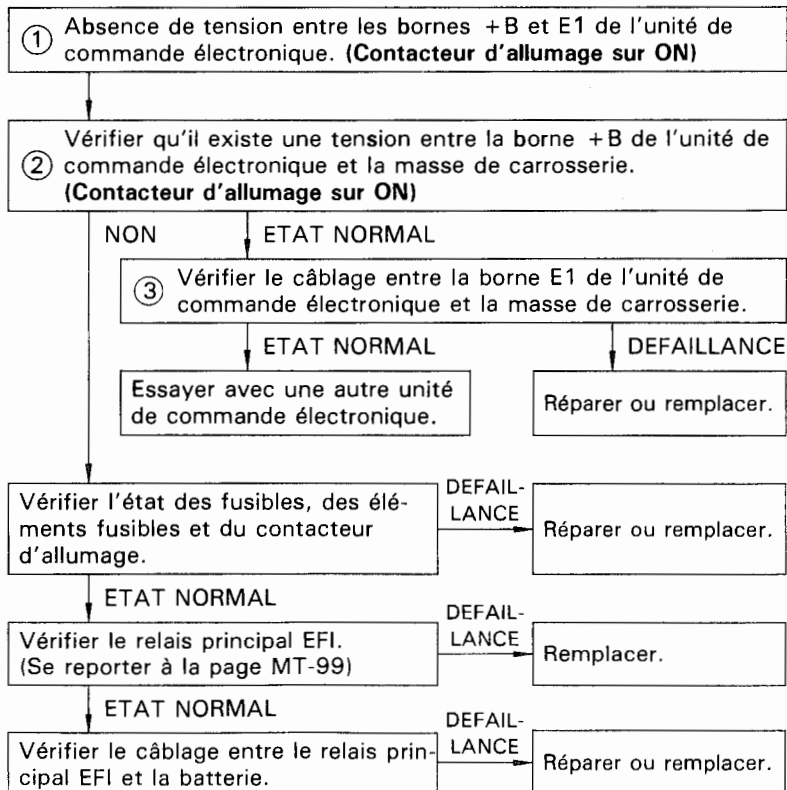 ① Absence de tension entre les bornes +B et E1 de l'unité de
commande électronique. (Contacteur d'allumage sur ON)
② Vérifier qu'il existe une tension entre la borne +B de l'unité de
commande électronique et la masse de carrosserie.
(Contacteur d'allumage sur ON)
NON
ETAT NORMAL
③ Vérifier le câblage entre la borne E1 de l'unité de
commande électronique et la masse de carrosserie.
ETAT NORMAL
DEFAILLANCE
Essayer avec une autre unité
de commande électronique.
Réparer ou remplacer.
Vérifier l'état des fusibles, des élé-
ments fusibles et du contacteur
d'allumage.
DEFAIL-
LANCE
Réparer ou remplacer.
ETAT NORMAL
Vérifier le relais principal EFI.
(Se reporter à la page MT-99)
DEFAIL-
LANCE
Remplacer.
ETAT NORMAL
Vérifier le câblage entre le relais prin-
cipal EFI et la batterie.
DEFAIL-
LANCE
Réparer ou remplacer.